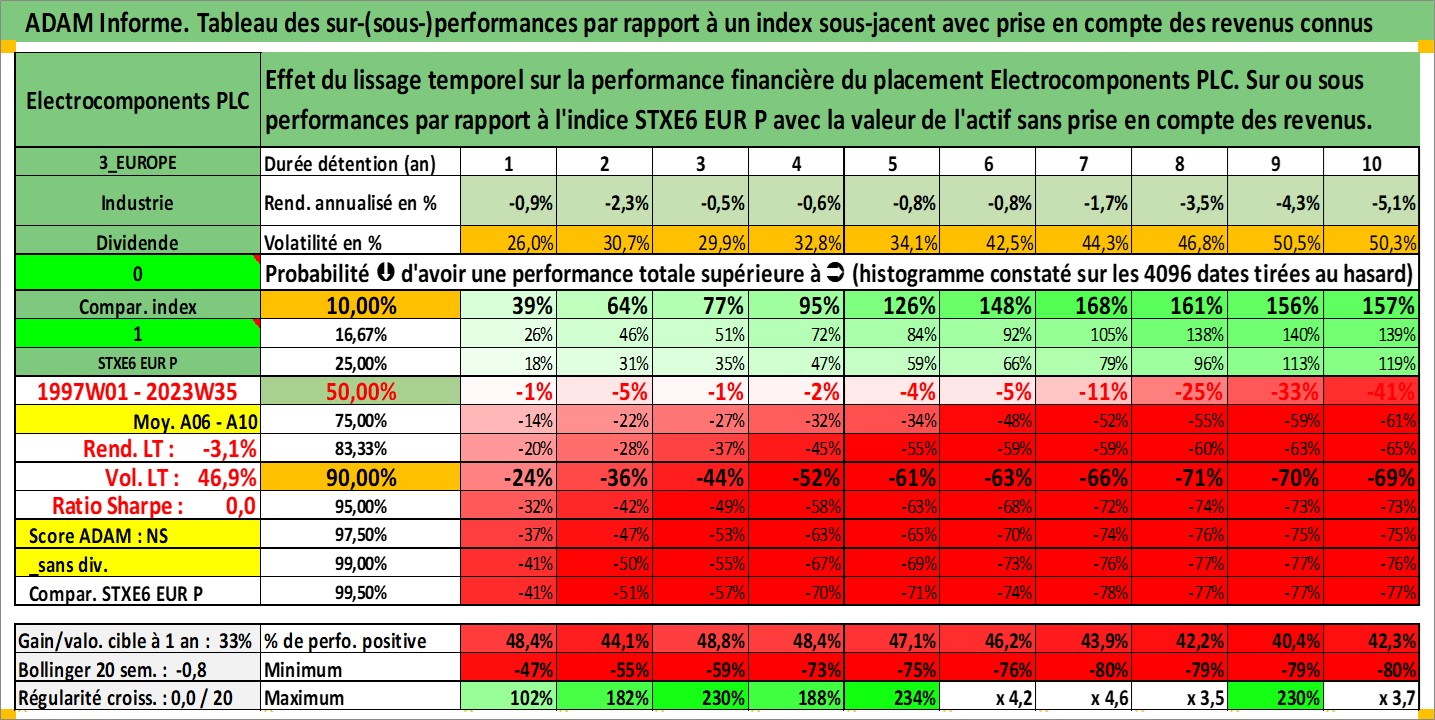 ADAM Informe. Tableau des sur-(sous-)performances par rapport à un index sous-jacent avec prise en compte des revenus connus
Electrocomponents PLC
Effet du lissage temporel sur la performance financière du placement Electrocomponents PLC. Sur ou sous
performances par rapport à l'indice STXE6 EUR P avec la valeur de l'actif sans prise en compte des revenus.
3_EUROPE Durée détention (an) 1 2 3 4 5 6 7 8 9 10
Industrie Rend. annualisé en % -0,9% -2,3% -0,5% -0,6% -0,8% -0,8% -1,7% -3,5% -4,3% -5,1%
Dividende Volatilité en % 26,0% 30,7% 29,9% 32,8% 34,1% 42,5% 44,3% 46,8% 50,5% 50,3%
0 Probabilité d'avoir une performance totale supérieure à (histogramme constaté sur les 4096 dates tirées au hasard)
Compar. index 10,00% 39% 64% 77% 95% 126% 148% 168% 161% 156% 157%
1 16,67% 26% 46% 51% 72% 84% 92% 105% 138% 140% 139%
STXE6 EUR P 25,00% 18% 31% 35% 47% 59% 66% 79% 96% 113% 119%
1997W01 - 2023W35 50,00% -1% -5% -1% -2% -4% -5% -11% -25% -33% -41%
Moy. A06 - A10 75,00% -14% -22% -27% -32% -34% -48% -52% -55% -59% -61%
Rend. LT : -3,1% 83,33% -20% -28% -37% -45% -55% -59% -59% -60% -63% -65%
Vol. LT : 46,9% 90,00% -24% -36% -44% -52% -61% -63% -66% -71% -70% -69%
Ratio Sharpe : 0,0 95,00% -32% -42% -49% -58% -63% -68% -72% -74% -73% -73%
Score ADAM : NS 97,50% -37% -47% -53% -63% -65% -70% -74% -76% -75% -75%
_sans div. 99,00% -41% -50% -55% -67% -69% -73% -76% -77% -77% -76%
Compar. STXE6 EUR P 99,50% -41% -51% -57% -70% -71% -74% -78% -77% -77% -77%
Gain/valo. cible à 1 an : 33% % de perfo. positive 48,4% 44,1% 48,8% 48,4% 47,1% 46,2% 43,9% 42,2% 40,4% 42,3%
Bollinger 20 sem. : -0,8 Minimum -47% -55% -59% -73% -75% -76% -80% -79% -79% -80%
Régularité croiss. : 0,0 / 20 Maximum 102% 182% 230% 188% 234% x 4,2 x 4,6 x 3,5 230% x 3,7